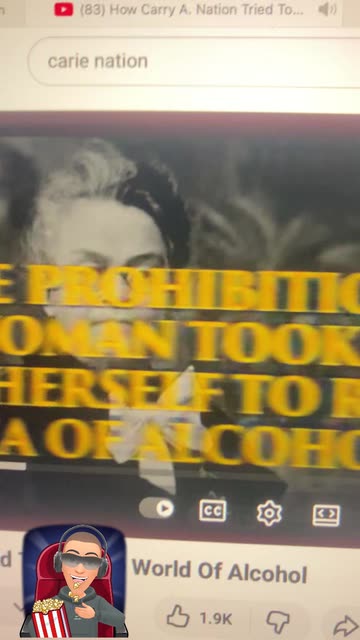 (83) How Carry A. Nation Tried To...
carie nation
E PROHIBITIO
OMAN TOOK
HERSELF TO R
A OF ALCOHO
CC
World Of Alcohol
1.9K